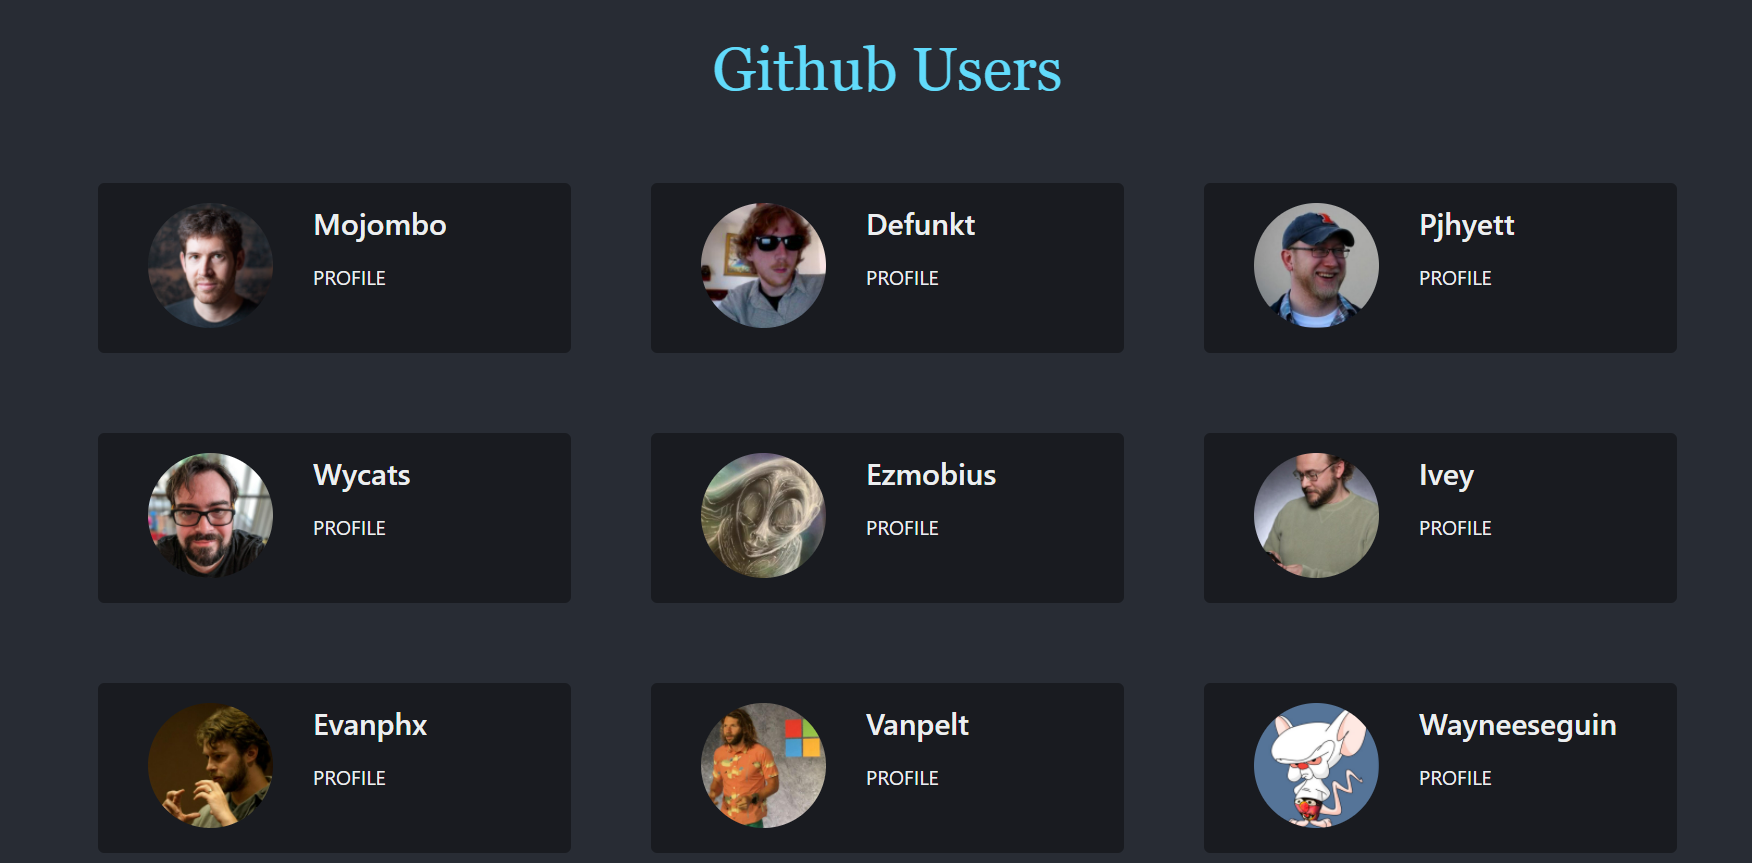 Github Users
Mojombo
PROFILE
Defunkt
PROFILE
Pjhyett
PROFILE
Wycats
PROFILE
Ezmobius
PROFILE
Ivey
PROFILE
Evanphx
PROFILE
Vanpelt
PROFILE
Wayneeseguin
PROFILE